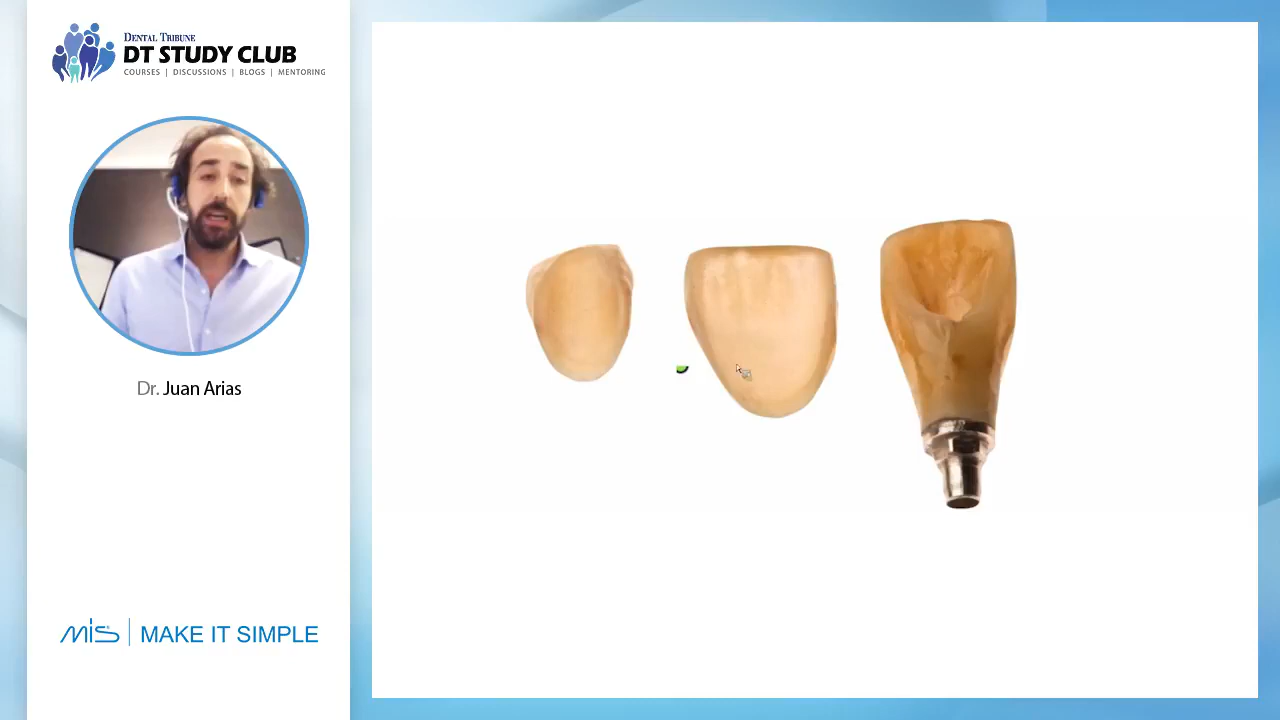 DENTAL TRIBUNE
DT STUDY CLUB
COURSES | DISCUSSIONS | BLOGS | MENTORING
Dr. Juan Arias
MIS | MAKE IT SIMPLE